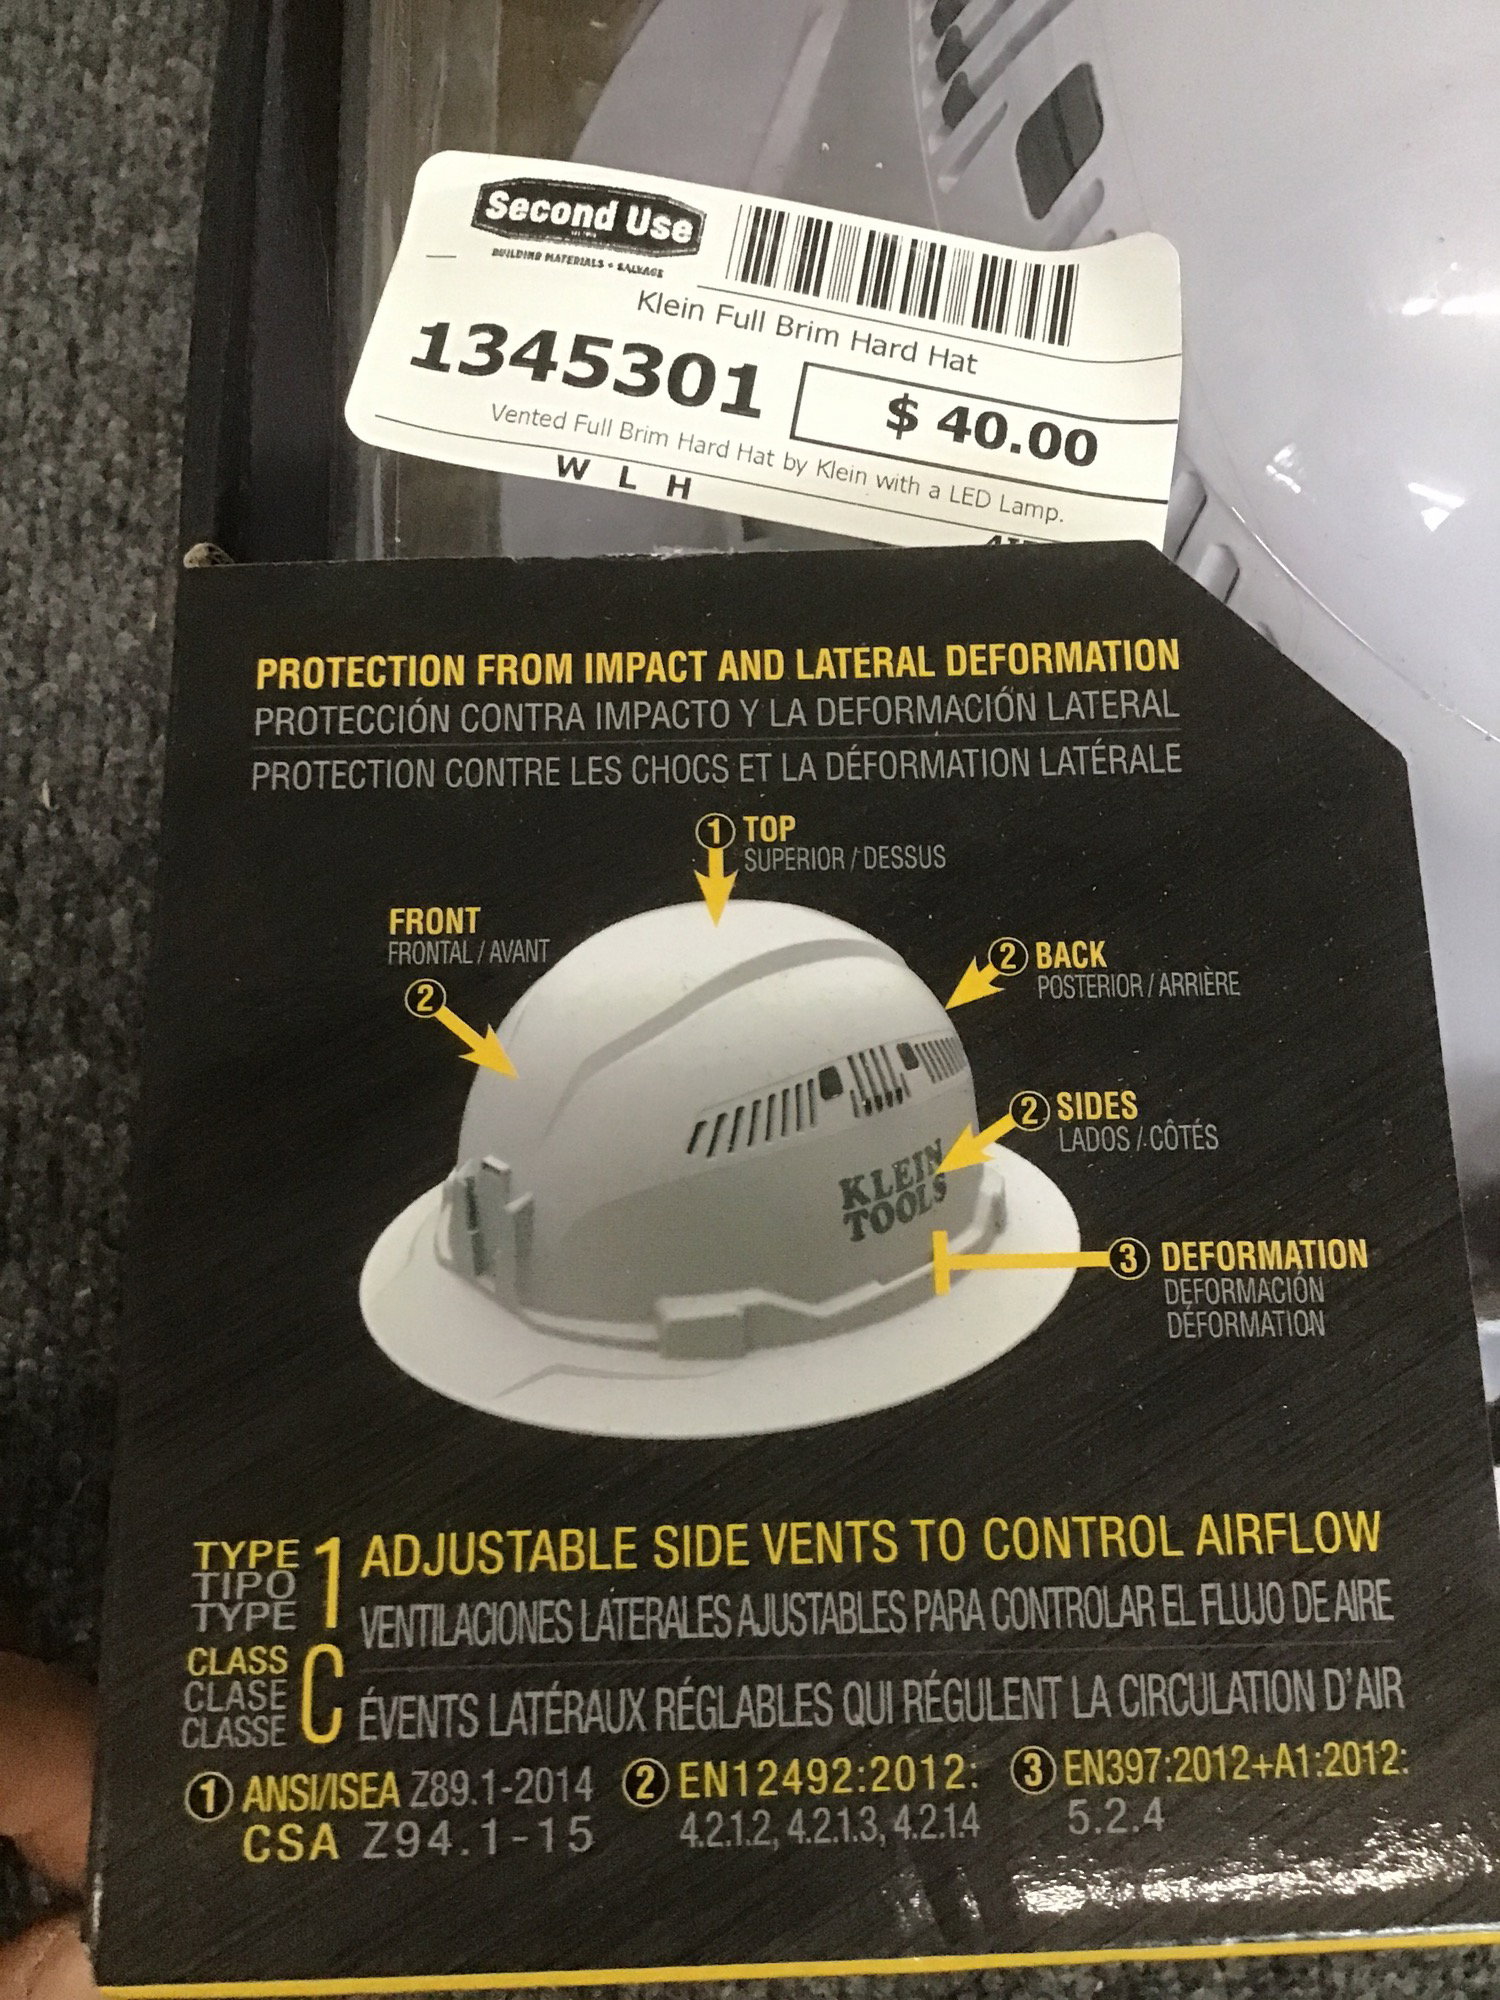 Second Use
BUILDING MATERIALS + SALVAGE
Klein Full Brim Hard Hat
1345301
$ 40.00
Vented Full Brim Hard Hat by Klein with a LED Lamp.
W L H
PROTECTION FROM IMPACT AND LATERAL DEFORMATION
PROTECCIÓN CONTRA IMPACTO Y LA DEFORMACIÓN LATERAL
PROTECTION CONTRE LES CHOCS ET LA DÉFORMATION LATÉRALE
1 TOP
SUPERIOR / DESSUS
FRONT
FRONTAL / AVANT
2
2 BACK
POSTERIOR / ARRIÈRE
2 SIDES
LADOS / CÔTÉS
KLEIN
TOOLS
3 DEFORMATION
DEFORMACIÓN
DÉFORMATION
TYPE
TIPO
TYPE
1
CLASS
CLASE
CLASSE
C
ADJUSTABLE SIDE VENTS TO CONTROL AIRFLOW
VENTILACIONES LATERALES AJUSTABLES PARA CONTROLAR EL FLUJO DE AIRE
ÉVENTS LATÉRAUX RÉGLABLES QUI RÉGULENT LA CIRCULATION D'AIR
1 ANSI/ISEA Z89.1-2014
CSA Z94.1-15
2 EN12492:2012:
4.2.1.2, 4.2.1.3, 4.2.1.4
3 EN397:2012+A1:2012:
5.2.4